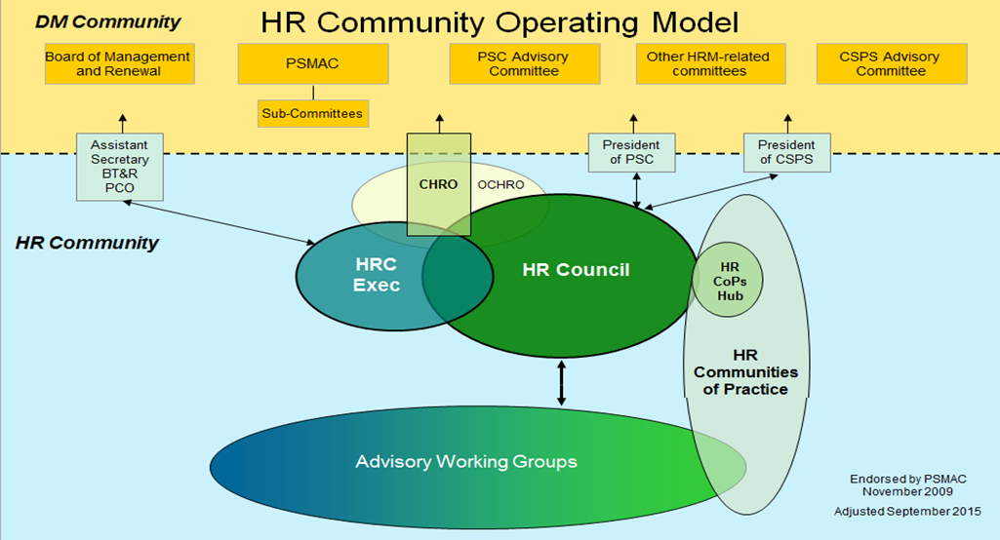 DM Community
HR Community Operating Model
Board of Management
and Renewal
PSMAC
PSC Advisory
Committee
Other HRM-related
committees
CSPS Advisory
Committee
Sub-Committees
Assistant
Secretary
BT&R
PCO
CHRO
OCHRO
President
of PSC
President
of CSPS
HR Community
HRC
Exec
HR Council
HR
CoPs
Hub
HR
Communities
of Practice
Advisory Working Groups
Endorsed by PSMAC
November 2009
Adjusted September 2015